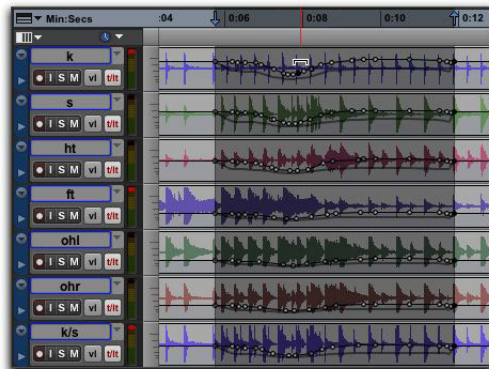 Min:Secs :04 0:06 0:08 0:10 0:12
k
I S M vl t/lt
s
I S M vl t/lt
ht
I S M vl t/lt
ft
I S M vl t/lt
ohl
I S M vl t/lt
ohr
I S M vl t/lt
k/s
I S M vl t/lt